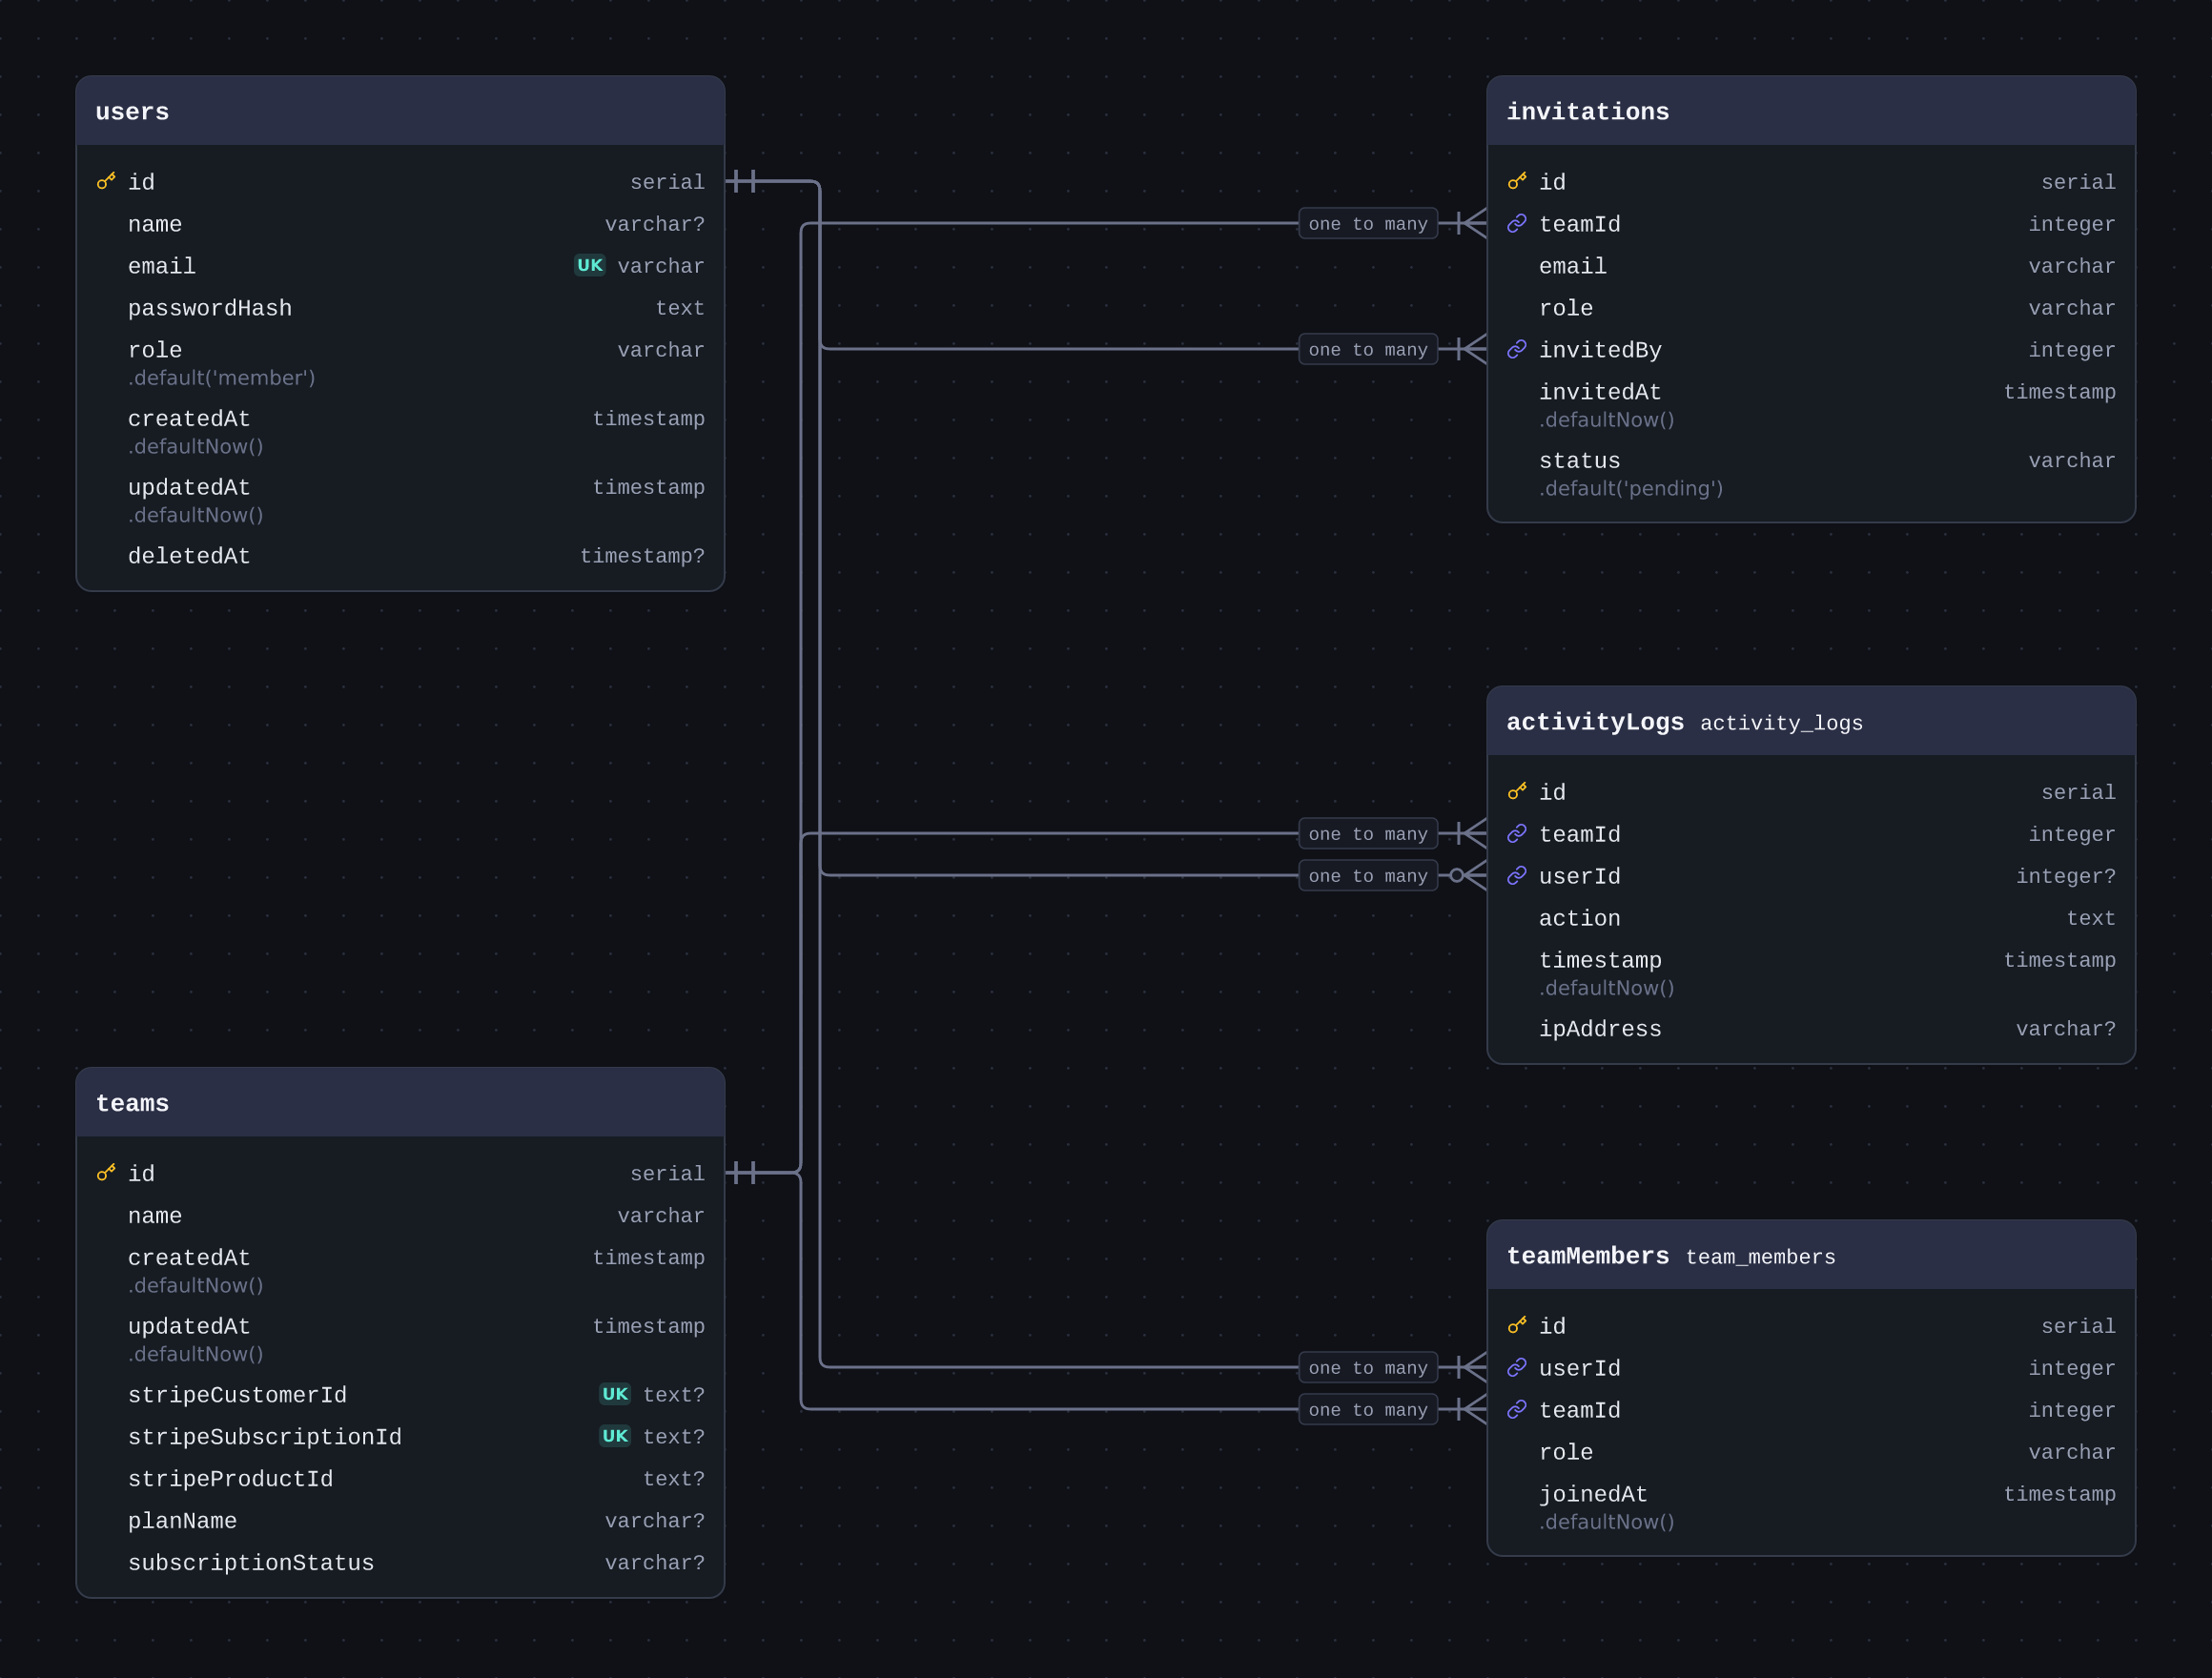 users
id serial
name varchar?
email UK varchar
passwordHash text
role varchar
.default('member')
createdAt timestamp
.defaultNow()
updatedAt timestamp
.defaultNow()
deletedAt timestamp?
teams
id serial
name varchar
createdAt timestamp
.defaultNow()
updatedAt timestamp
.defaultNow()
stripeCustomerId UK text?
stripeSubscriptionId UK text?
stripeProductId text?
planName varchar?
subscriptionStatus varchar?
one to many
one to many
one to many
one to many
one to many
one to many
invitations
id serial
teamId integer
email varchar
role varchar
invitedBy integer
invitedAt timestamp
.defaultNow()
status varchar
.default('pending')
activityLogs activity_logs
id serial
teamId integer
userId integer?
action text
timestamp timestamp
.defaultNow()
ipAddress varchar?
teamMembers team_members
id serial
userId integer
teamId integer
role varchar
joinedAt timestamp
.defaultNow()